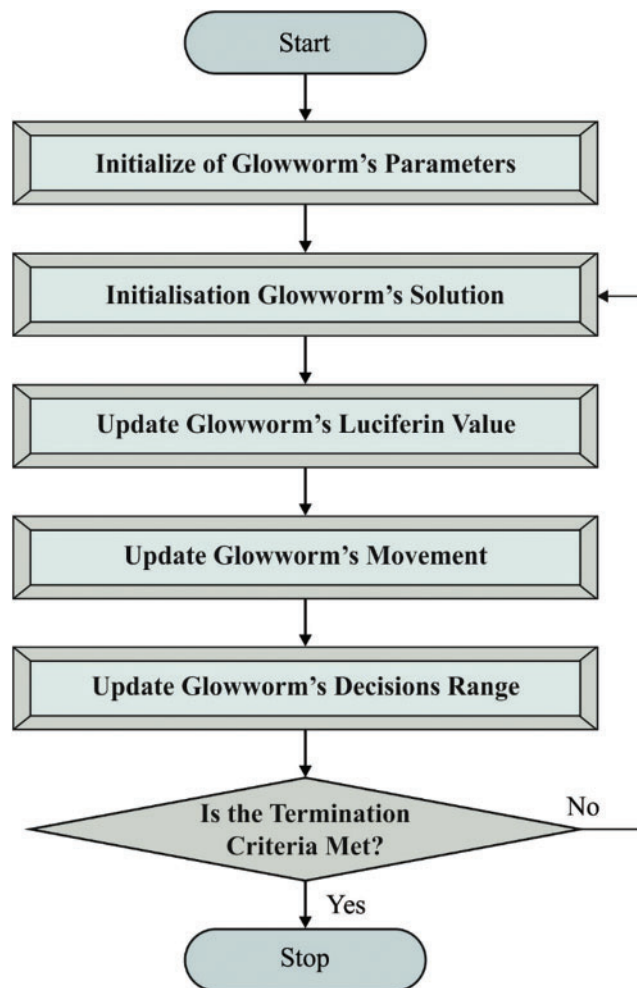 Start
Initialize of Glowworm’s Parameters
Initialisation Glowworm’s Solution
Update Glowworm’s Luciferin Value
Update Glowworm’s Movement
Update Glowworm’s Decisions Range
Is the Termination
Criteria Met?
No
Yes
Stop